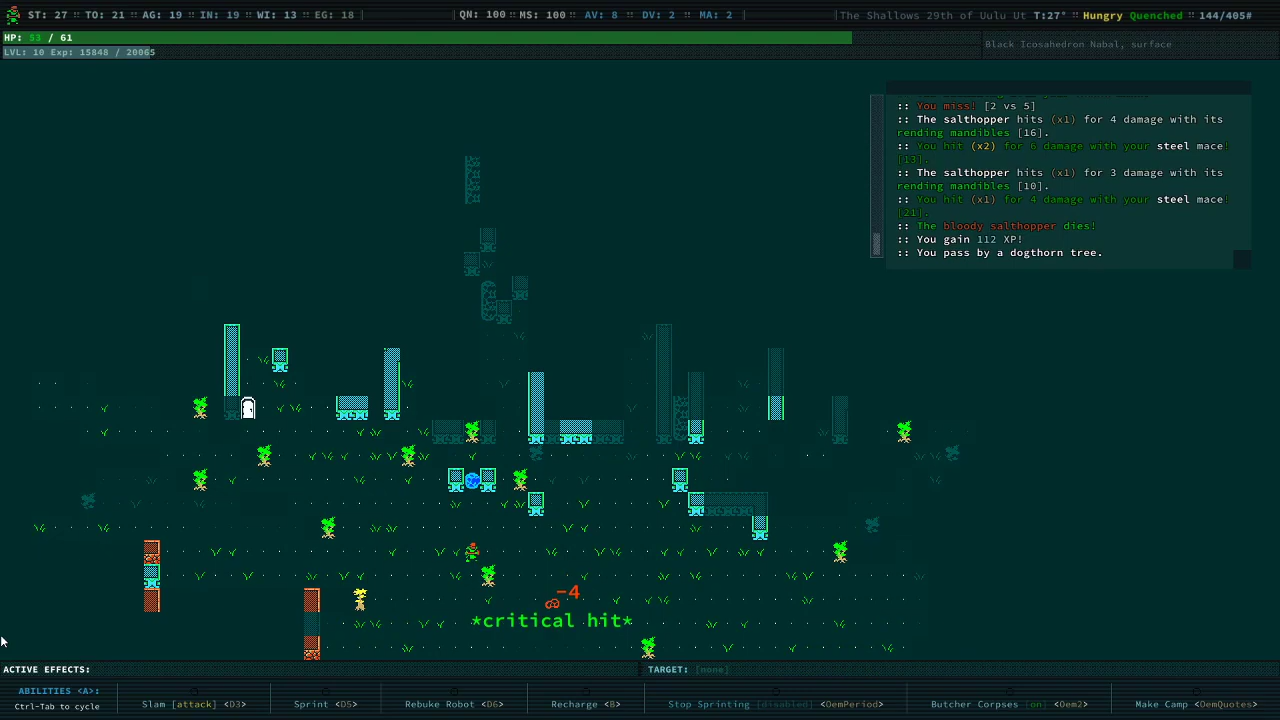 ST: 27 :: TO: 21 :: AG: 19 :: IN: 19 :: WI: 13 :: EG: 18
QN: 100 :: MS: 100 :: AV: 8 :: DV: 2 :: MA: 2
The Shallows 29th of Uulu Ut T:27° :: Hungry Quenched :: 144/405#
HP: 53 / 61
LVL: 10 Exp: 15848 / 20065
Black Icosahedron Nabal, surface
:: You miss! [2 vs 5]
:: The salthopper hits (x1) for 4 damage with its
rending mandibles [16].
:: You hit (x2) for 6 damage with your steel mace!
[13].
:: The salthopper hits (x1) for 3 damage with its
rending mandibles [10].
:: You hit (x1) for 4 damage with your steel mace!
[21].
:: The bloody salthopper dies!
:: You gain 112 XP!
:: You pass by a dogthorn tree.
-4
*critical hit*
ACTIVE EFFECTS:
TARGET: [none]
ABILITIES <A>:
Ctrl-Tab to cycle
Slam [attack] <D3>
Sprint <D5>
Rebuke Robot <D6>
Recharge <B>
Stop Sprinting [disabled] <OemPeriod>
Butcher Corpses [on] <Oem2>
Make Camp <OemQuotes>